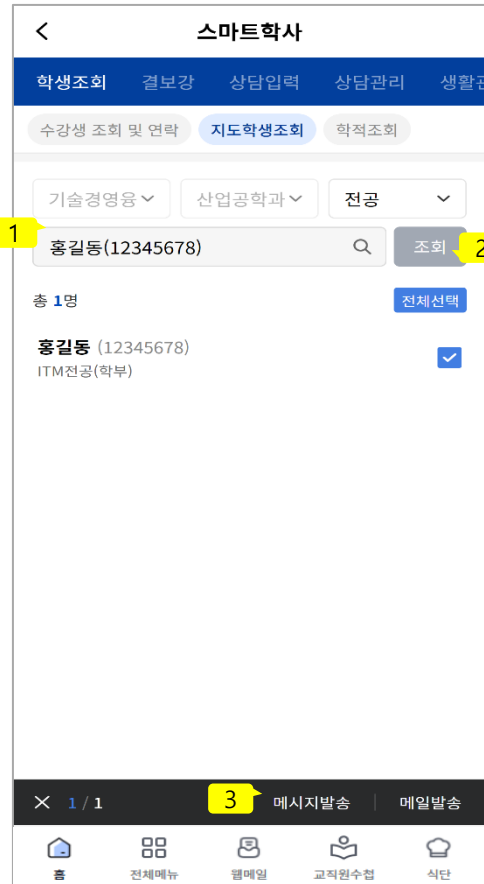 스마트학사
학생조회 결보강 상담입력 상담관리 생활관
수강생 조회 및 연락 지도학생조회 학적조회
기술경영융 산업공학과 전공
1
홍길동(12345678) 조회 2
총 1명 전체선택
홍길동 (12345678)
ITM전공(학부)
1 / 1 3 메시지발송 메일발송
홈 전체메뉴 웹메일 교직원수첩 식단